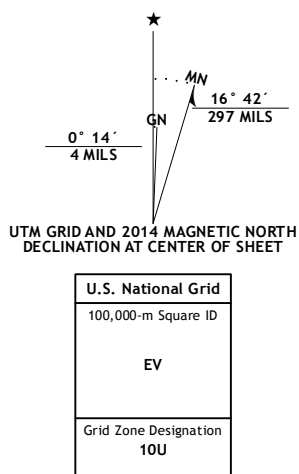 ★
MN
16° 42´
297 MILS
GN
0° 14´
4 MILS
UTM GRID AND 2014 MAGNETIC NORTH
DECLINATION AT CENTER OF SHEET
U.S. National Grid
100,000-m Square ID
EV
Grid Zone Designation
10U